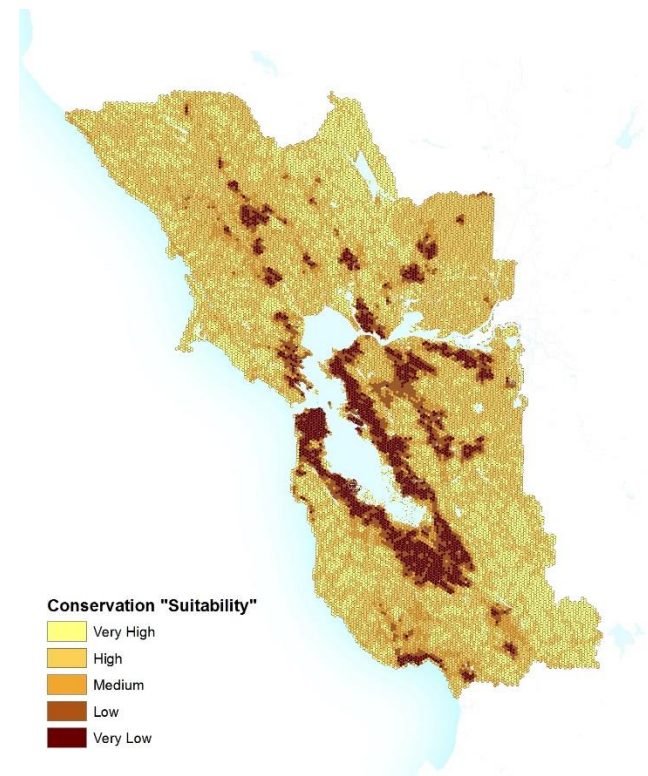 Conservation "Suitability"
Very High
High
Medium
Low
Very Low